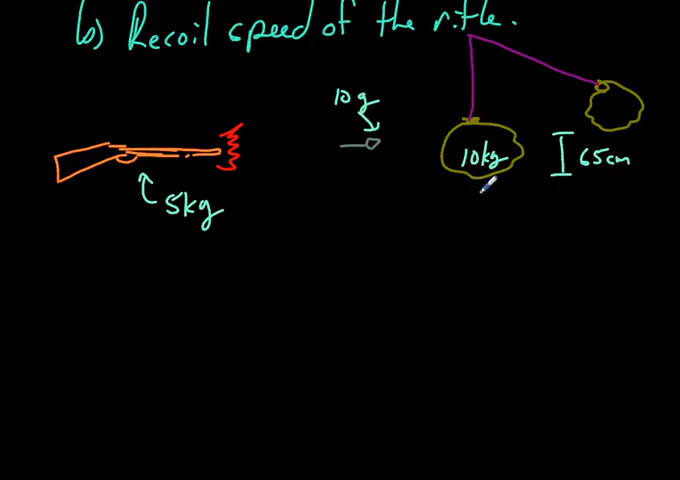 b) Recoil speed of the rifle.
10g
10kg
65cm
5kg